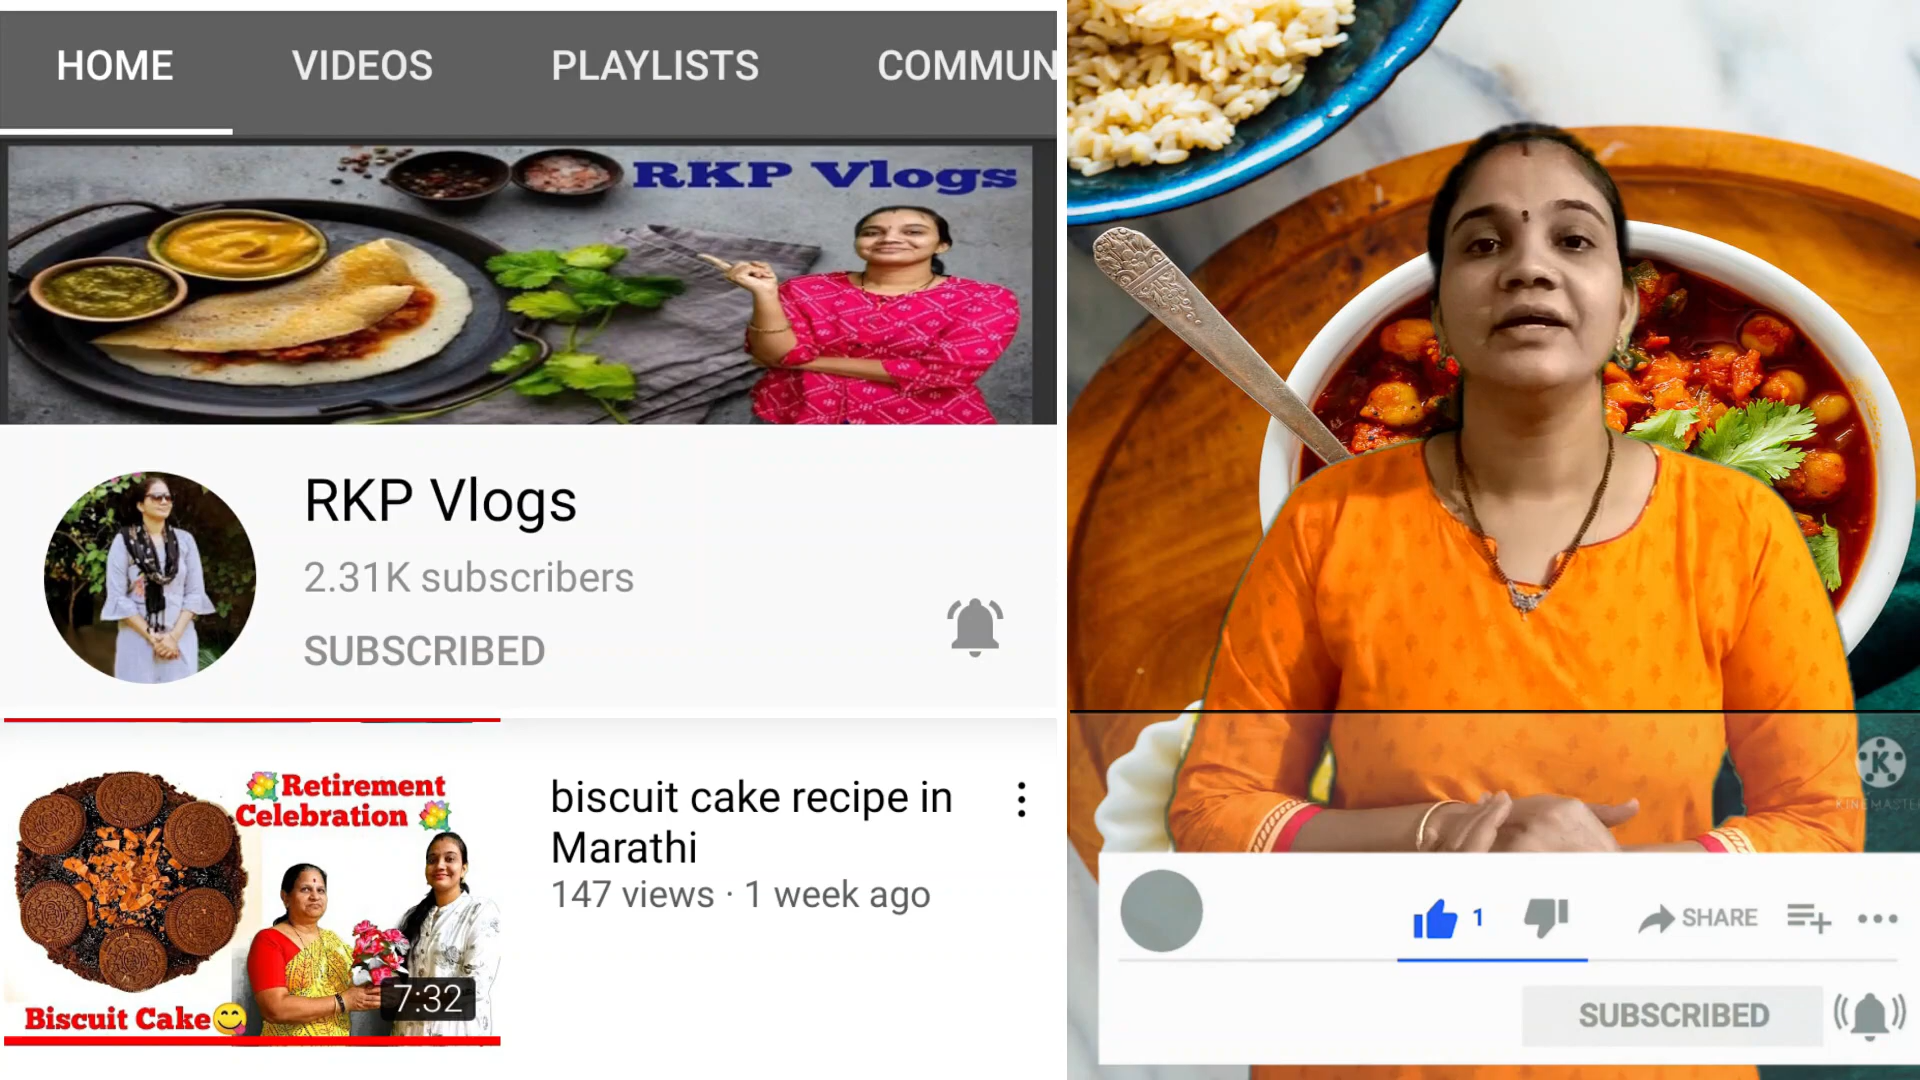 HOME VIDEOS PLAYLISTS COMMUN
RKP Vlogs
RKP Vlogs
2.31K subscribers
SUBSCRIBED
Retirement
Celebration
Biscuit Cake
7:32
biscuit cake recipe in
Marathi
147 views · 1 week ago
K
KINEMASTE
1 SHARE
SUBSCRIBED